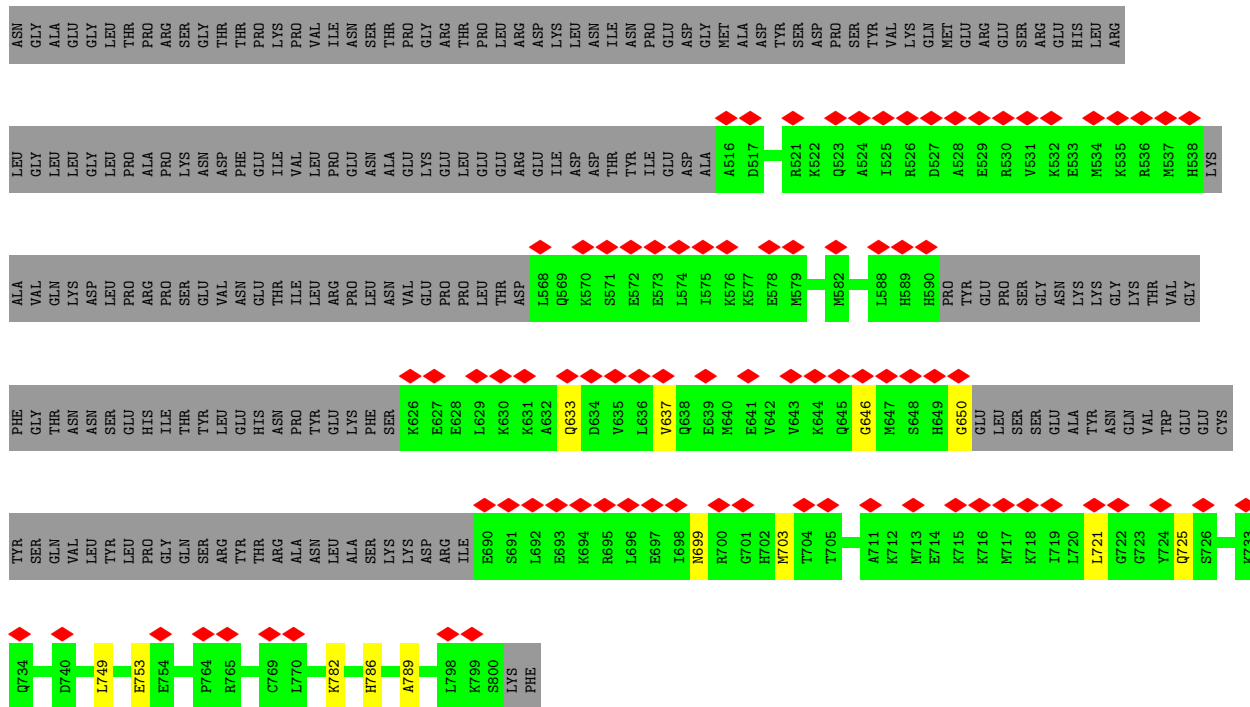 ASN GLY ALA GLU GLY LEU THR PRO ARG SER GLY THR THR PRO LYS PRO VAL ILE ASN SER THR PRO GLY ARG THR PRO LEU ARG ASP LYS LEU ASN ILE ASN PRO GLU ASP GLY MET ALA ASP TYR SER ASP PRO SER TYR VAL LYS GLN MET GLU ARG GLU SER ARG GLU HIS LEU ARG
LEU GLY LEU LEU GLY LEU PRO ALA PRO LYS ASN ASP PHE GLU ILE VAL LEU PRO GLU ASN ALA GLU LYS GLU LEU GLU GLU ARG GLU ILE ASP ASP THR TYR ILE GLU ASP ALA A516 D517 R521 K522 Q523 A524 I525 R526 D527 A528 E529 R530 V531 K532 E533 M534 K535 R536 M537 H538 LYS
ALA VAL GLN LYS ASP LEU PRO ARG PRO SER GLU VAL ASN GLU THR ILE LEU ARG PRO LEU ASN VAL GLU PRO PRO LEU THR ASP L568 Q569 K570 S571 E572 E573 L574 I575 K576 K577 E578 M579 M582 L588 H589 H590 PRO TYR GLU PRO SER GLY ASN LYS LYS GLY LYS THR VAL GLY
PHE GLY THR ASN ASN SER GLU HIS ILE THR TYR LEU GLU HIS ASN PRO TYR GLU LYS PHE SER K626 E627 E628 L629 K630 K631 A632 Q633 D634 V635 L636 V637 Q638 E639 M640 E641 V642 V643 K644 Q645 G646 M647 S648 H649 G650 GLU LEU SER SER GLU ALA TYR ASN GLN VAL TRP GLU GLU CYS
TYR SER GLN VAL LEU TYR LEU PRO GLY GLN SER ARG TYR THR ARG ALA ASN LEU ALA SER LYS LYS ASP ARG ILE E690 S691 L692 E693 K694 R695 L696 E697 I698 N699 R700 G701 H702 M703 T704 T705 A711 K712 M713 E714 K715 K716 M717 K718 I719 L720 L721 G722 G723 Y724 Q725 S726 K733
Q734 D740 L749 E753 E754 P764 R765 C769 L770 K782 H786 A789 L798 K799 S800 LYS PHE